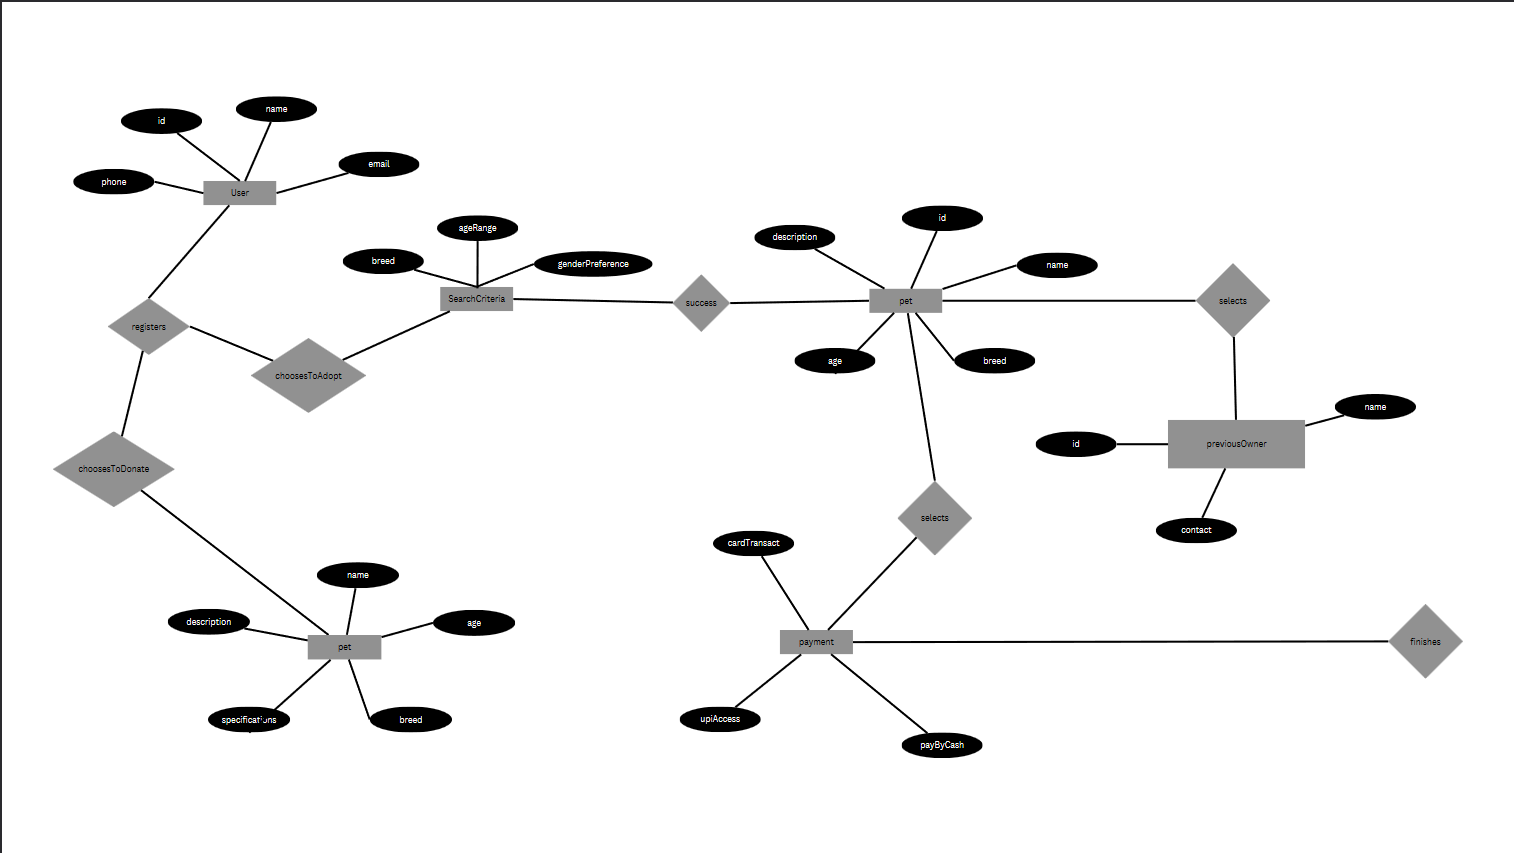 name
id
email
phone
User
id
ageRange
description
breed
genderPreference
name
SearchCriteria
success
pet
selects
registers
age
breed
choosesToAdopt
name
id
previousOwner
choosesToDonate
selects
contact
cardTransact
name
description
age
payment
finishes
pet
specifications
breed
upiAccess
payByCash